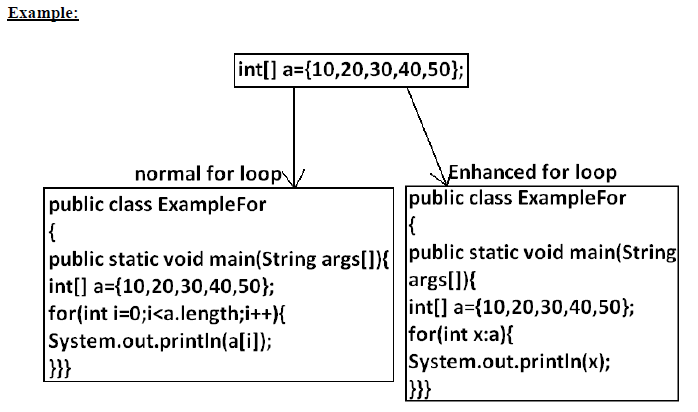 Example:
int[] a={10,20,30,40,50};
normal for loop
public class ExampleFor
{
public static void main(String args[]){
int[] a={10,20,30,40,50};
for(int i=0;i<a.length;i++){
System.out.println(a[i]);
}}}
Enhanced for loop
public class ExampleFor
{
public static void main(String
args[]){
int[] a={10,20,30,40,50};
for(int x:a){
System.out.println(x);
}}}